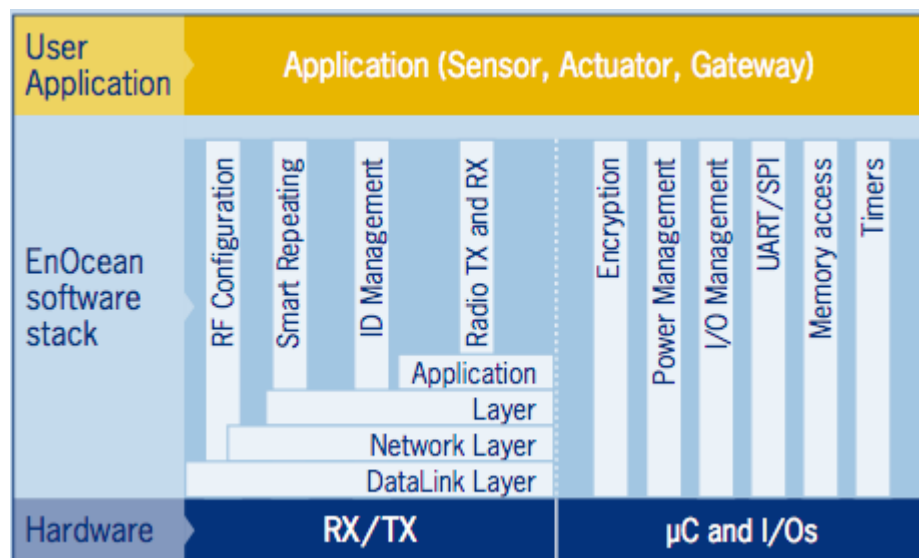 User
Application
Application (Sensor, Actuator, Gateway)
EnOcean
software
stack
RF Configuration
Smart Repeating
ID Management
Radio TX and RX
Encryption
Power Management
I/O Management
UART/SPI
Memory access
Timers
Application
Layer
Network Layer
DataLink Layer
Hardware
RX/TX
µC and I/Os